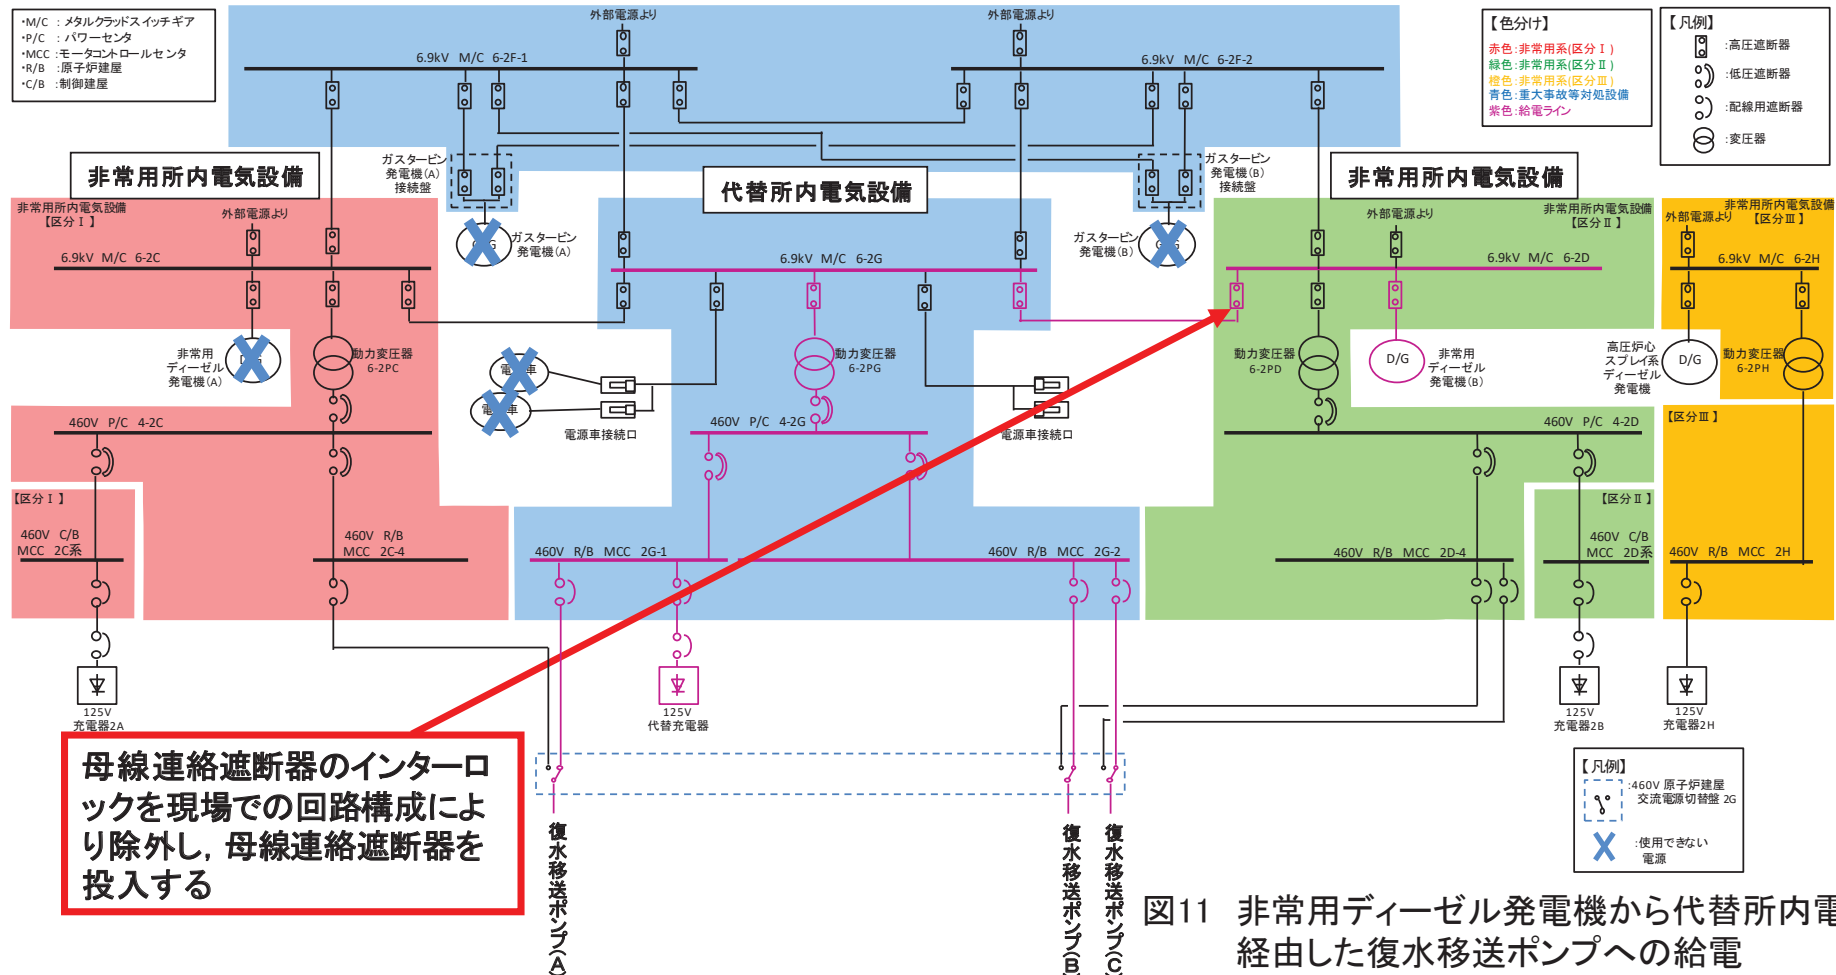 ・M/C ：メタルクラッドスイッチギア
・P/C ：パワーセンタ
・MCC：モータコントロールセンタ
・R/B ：原子炉建屋
・C/B ：制御建屋
外部電源より
外部電源より
6.9kV M/C 6-2F-1
6.9kV M/C 6-2F-2
【色分け】
赤色：非常用系(区分Ⅰ)
緑色：非常用系(区分Ⅱ)
橙色：非常用系(区分Ⅲ)
青色：重大事故等対処設備
紫色：給電ライン
【凡例】
：高圧遮断器
：低圧遮断器
：配線用遮断器
：変圧器
非常用所内電気設備
代替所内電気設備
非常用所内電気設備
ガスタービン
発電機(A)
接続盤
ガスタービン
発電機(B)
接続盤
ガスタービン
発電機(A)
ガスタービン
発電機(B)
非常用所内電気設備
【区分Ⅰ】
外部電源より
6.9kV M/C 6-2C
6.9kV M/C 6-2G
外部電源より
非常用所内電気設備
【区分Ⅱ】
6.9kV M/C 6-2D
非常用所内電気設備
【区分Ⅲ】
外部電源より
6.9kV M/C 6-2H
非常用
ディーゼル
発電機(A)
動力変圧器
6-2PC
電源車接続口
動力変圧器
6-2PG
電源車接続口
動力変圧器
6-2PD
D/G
非常用
ディーゼル
発電機(B)
高圧炉心
スプレイ系
ディーゼル
発電機
D/G
動力変圧器
6-2PH
460V P/C 4-2C
460V P/C 4-2G
460V P/C 4-2D
【区分Ⅲ】
【区分Ⅰ】
【区分Ⅱ】
460V C/B
MCC 2C系
460V R/B
MCC 2C-4
460V R/B MCC 2G-1
460V R/B MCC 2G-2
460V R/B MCC 2D-4
460V C/B
MCC 2D系
460V R/B MCC 2H
125V
充電器2A
125V
代替充電器
125V
充電器2B
125V
充電器2H
母線連絡遮断器のインターロ
ックを現場での回路構成によ
り除外し，母線連絡遮断器を
投入する
復水移送ポンプ(A
復水移送ポンプ(B
復水移送ポンプ(C
【凡例】
：460V 原子炉建屋
交流電源切替盤 2G
：使用できない
電源
図11 非常用ディーゼル発電機から代替所内電
経由した復水移送ポンプへの給電